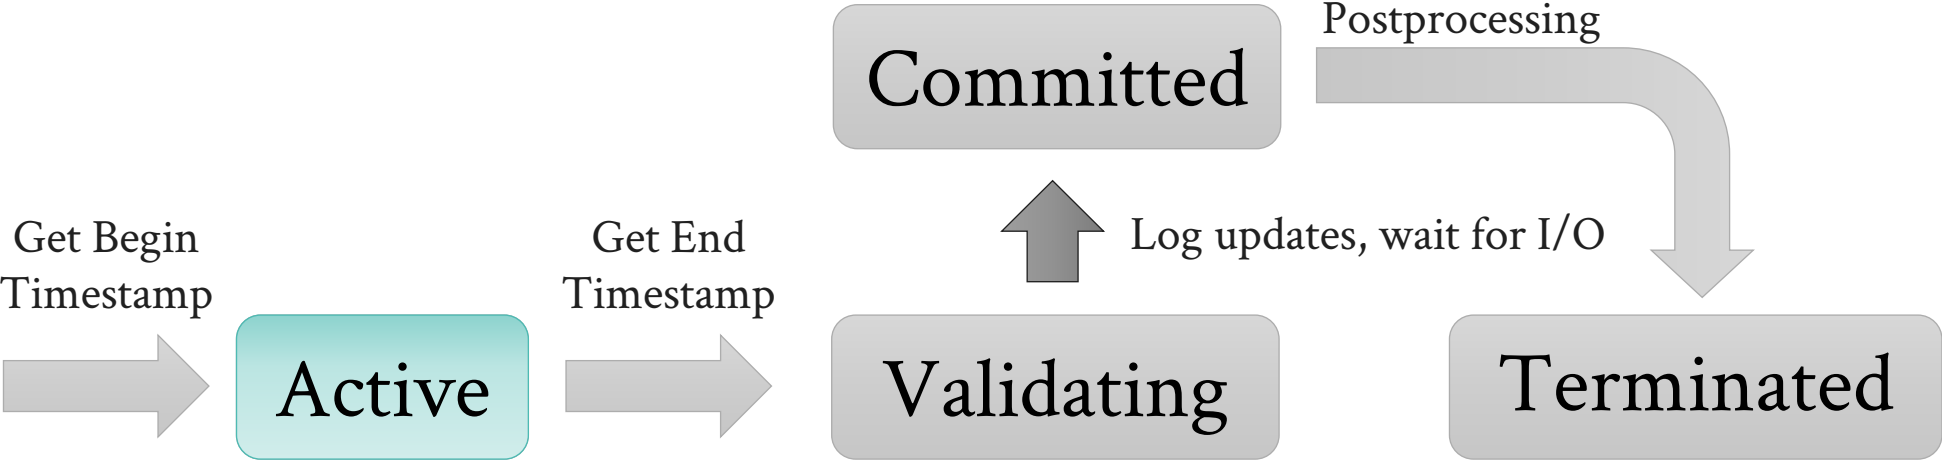 Postprocessing
Committed
Get Begin
Timestamp
Get End
Timestamp
Log updates, wait for I/O
Active
Validating
Terminated